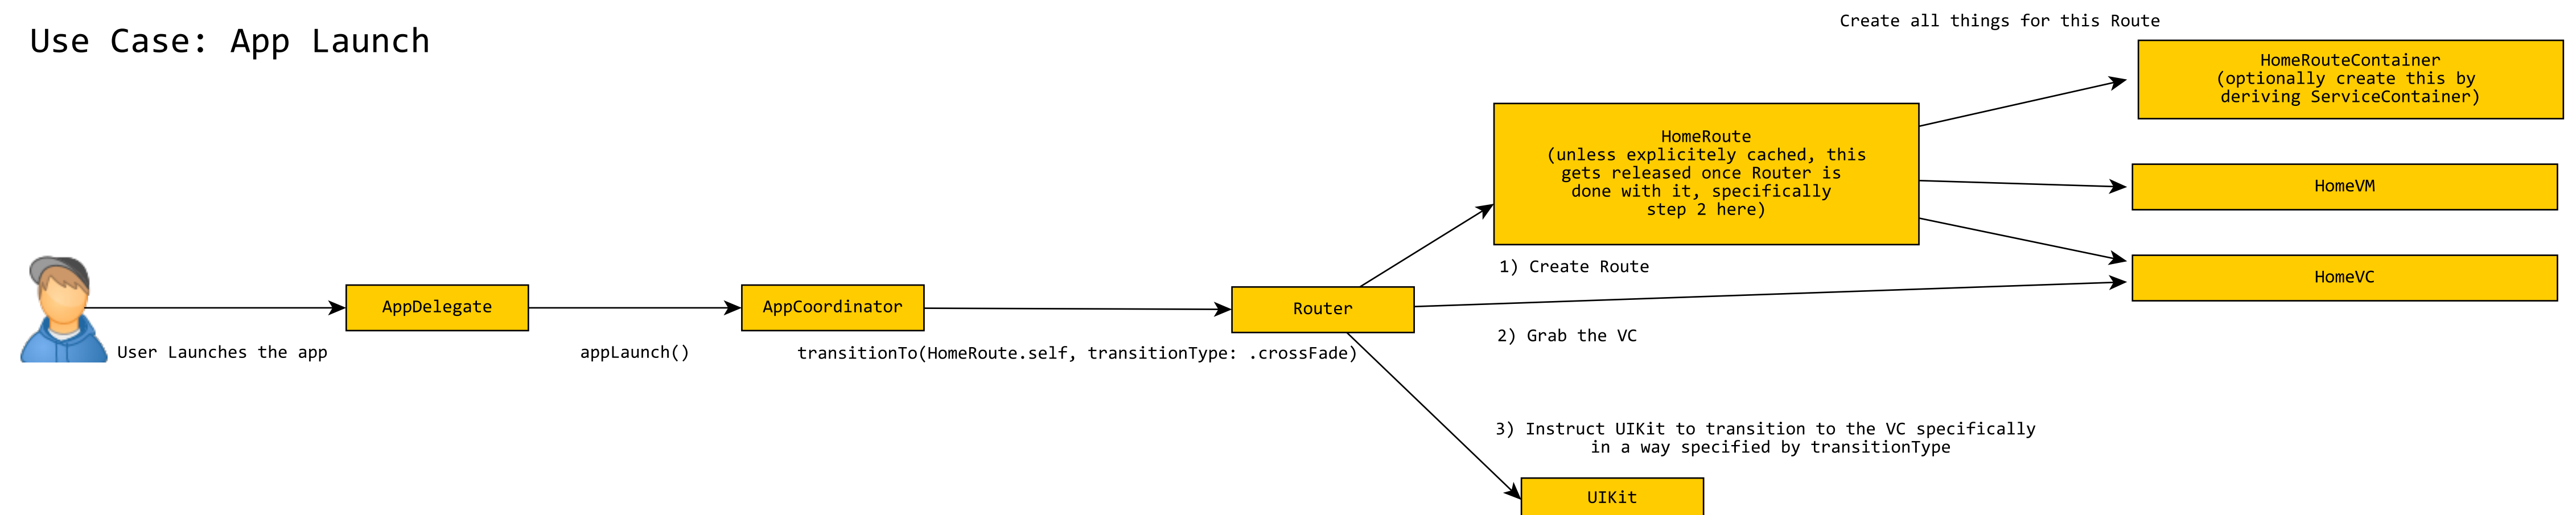 Use Case: App Launch
Create all things for this Route
HomeRouteContainer
(optionally create this by
deriving ServiceContainer)
HomeRoute
(unless explicitely cached, this
gets released once Router is
done with it, specifically
step 2 here)
HomeVM
1) Create Route
HomeVC
AppDelegate
AppCoordinator
Router
User Launches the app
appLaunch()
transitionTo(HomeRoute.self, transitionType: .crossFade)
2) Grab the VC
3) Instruct UIKit to transition to the VC specifically
in a way specified by transitionType
UIKit